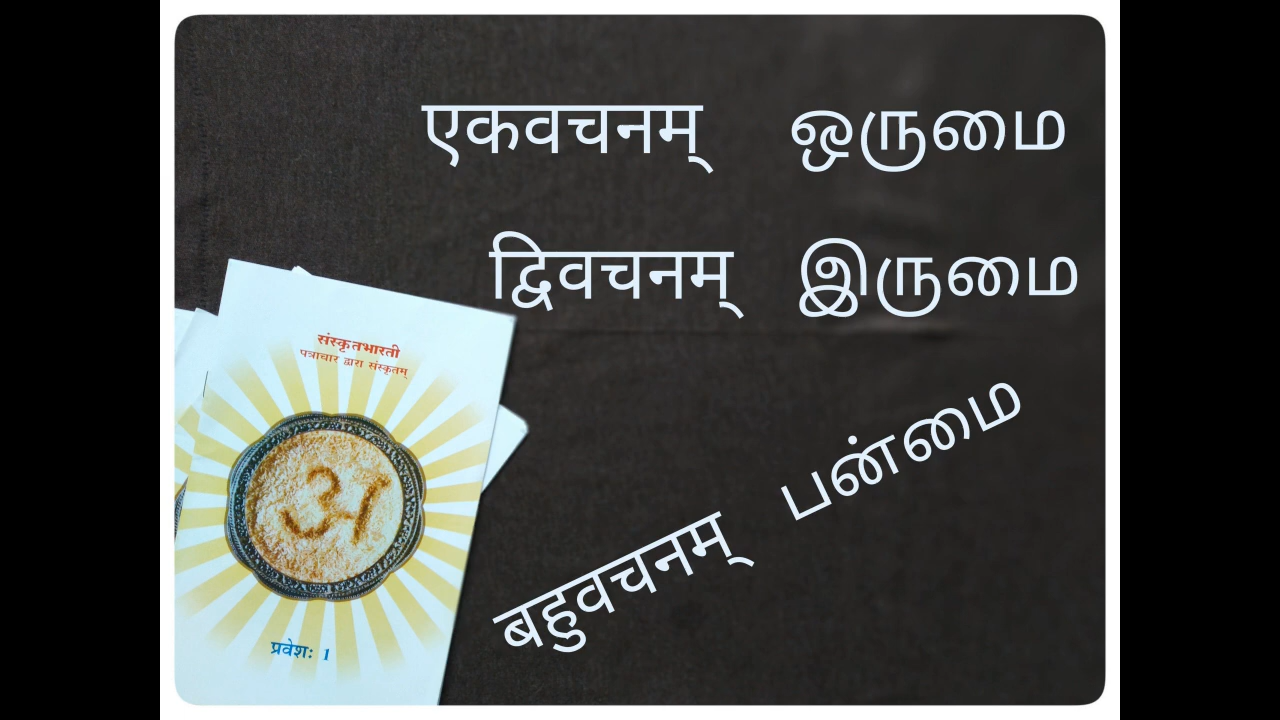 एकवचनम् ஒருமை
द्विवचनम् இருமை
बहुवचनम् பன்மை
संस्कृतभारती
पत्राचार द्वारा संस्कृतम्
अ
प्रवेशः 1